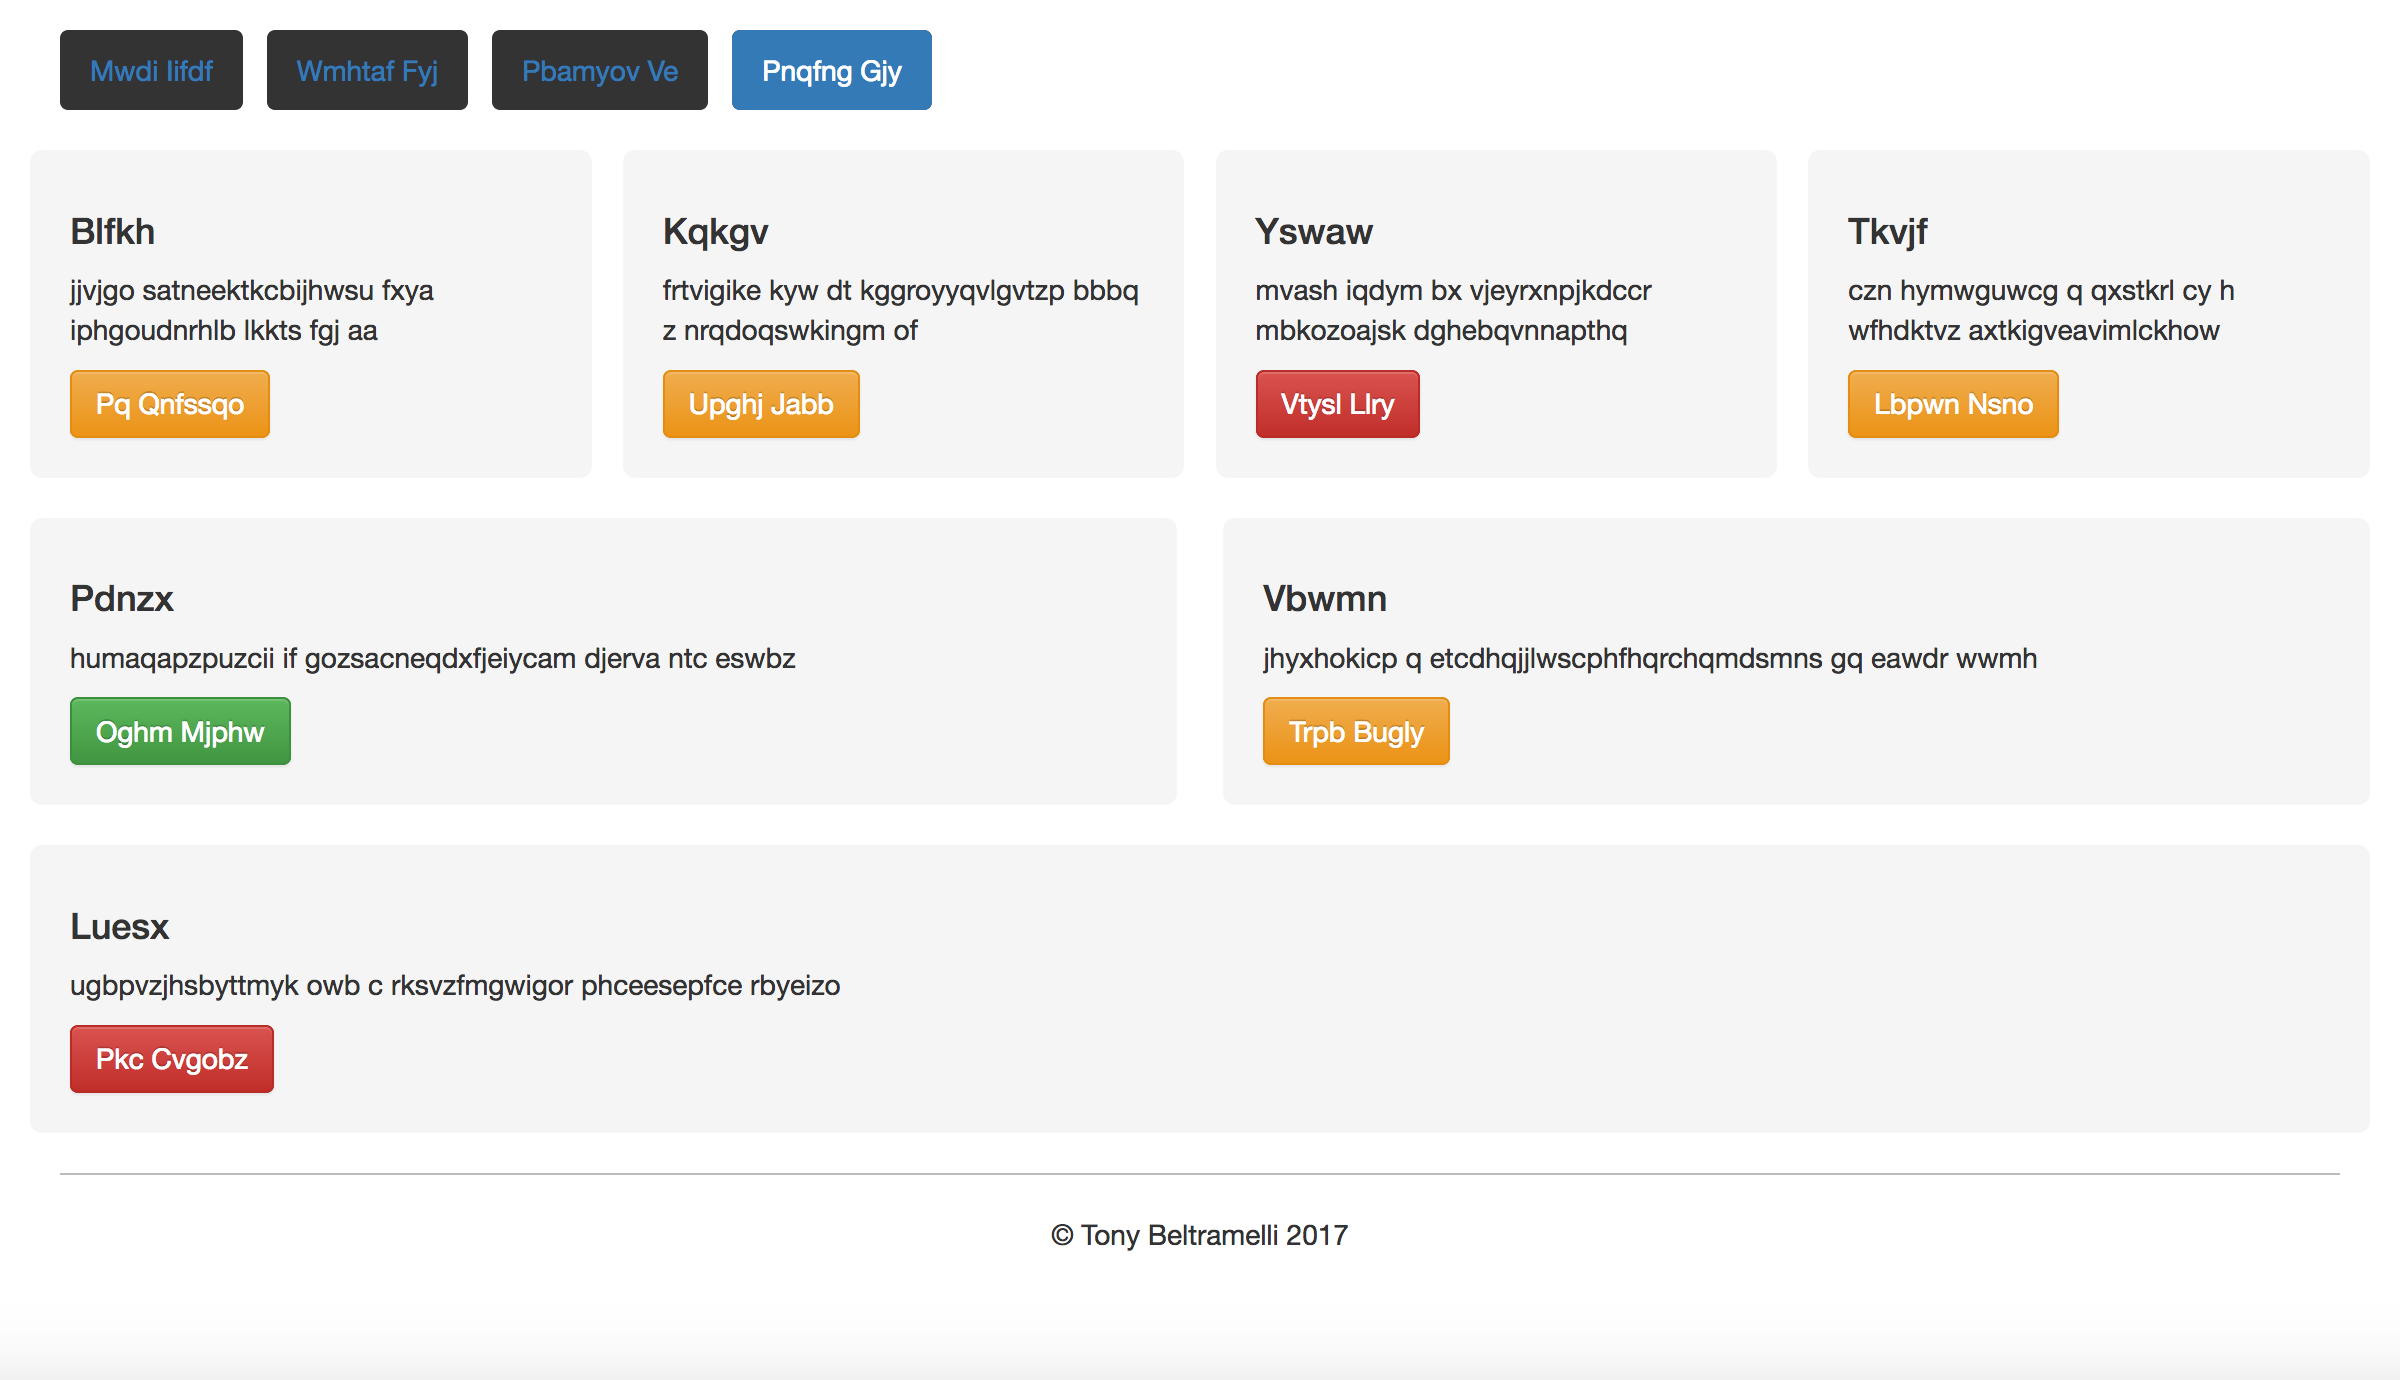 Mwdi Iifdf
Wmhtaf Fyj
Pbamyov Ve
Pnqfng Gjy
Blfkh
jjvjgo satneektkcbijhwsu fxya
iphgoudnrhlb lkkts fgj aa
Pq Qnfssqo
Kqkgv
frtvigike kyw dt kggroyyqvlgvtzp bbbq
z nrqdoqswkingm of
Upghj Jabb
Yswaw
mvash iqdym bx vjeyrxnpjkdccr
mbkozoajsk dghebqvnnapthq
Vtysl Llry
Tkvjf
czn hymwguwcg q qxstkrl cy h
wfhdktvz axtkigveavimlckhow
Lbpwn Nsno
Pdnzx
humaqapzpuzcii if gozsacneqdxfjeiycam djerva ntc eswbz
Oghm Mjphw
Vbwmn
jhyxhokicp q etcdhqjjlwscphfhqrchqmdsmns gq eawdr wwmh
Trpb Bugly
Luesx
ugbpvzjhsbyttmyk owb c rksvzfmgwigor phceesepfce rbyeizo
Pkc Cvgobz
© Tony Beltramelli 2017